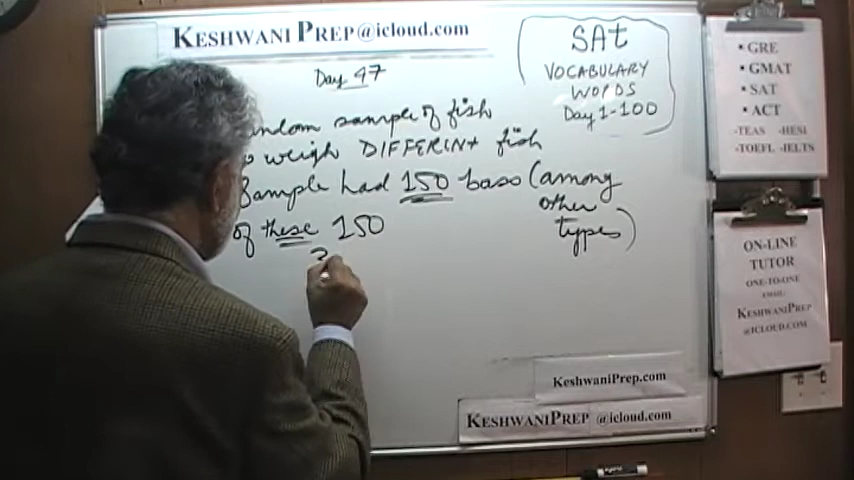 KESHWANI PREP@icloud.com
Day 47
SAt
VOCABULARY
WORDS
Day 1-100
sample of fish
weigh DIFFERINt fish
Sample had 150 bass (among
other
types)
of these 150
• GRE
• GMAT
• SAT
• ACT
-TEAS -HESI
-TOEFL -IELTS
ON-LINE
TUTOR
ONE-TO-ONE
EMAIL:
KESHWANIPREP
@ICLOUD.COM
KESHWANIPREP.com
KESHWANIPREP @icloud.com